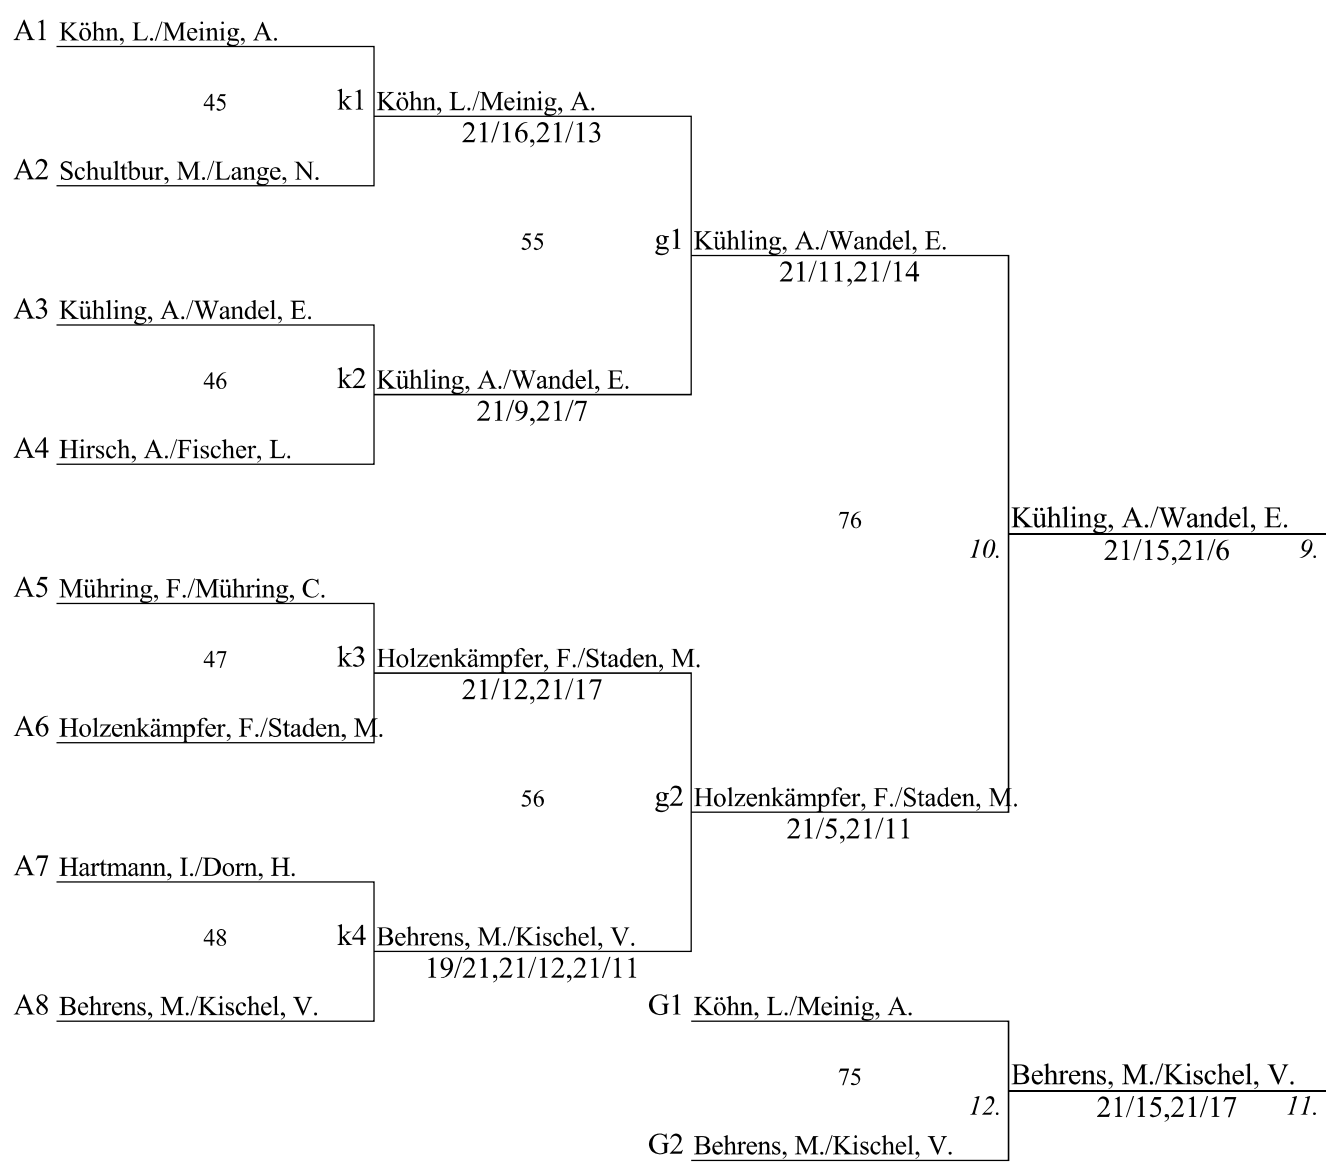 A1 Köhn, L./Meinig, A.
45 k1 Köhn, L./Meinig, A.
21/16,21/13
A2 Schultbur, M./Lange, N.
55 g1 Kühling, A./Wandel, E.
21/11,21/14
A3 Kühling, A./Wandel, E.
46 k2 Kühling, A./Wandel, E.
21/9,21/7
A4 Hirsch, A./Fischer, L.
76 10. Kühling, A./Wandel, E.
21/15,21/6 9.
A5 Mühring, F./Mühring, C.
47 k3 Holzenkämpfer, F./Staden, M.
21/12,21/17
A6 Holzenkämpfer, F./Staden, M.
56 g2 Holzenkämpfer, F./Staden, M.
21/5,21/11
A7 Hartmann, I./Dorn, H.
48 k4 Behrens, M./Kischel, V.
19/21,21/12,21/11
A8 Behrens, M./Kischel, V.
G1 Köhn, L./Meinig, A.
75 Behrens, M./Kischel, V.
12. 21/15,21/17 11.
G2 Behrens, M./Kischel, V.